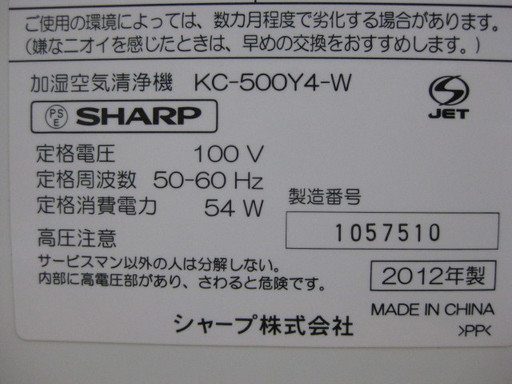 ご使用の環境によっては、数カ月程度で劣化する場合があります。
(嫌なニオイを感じたときは、早めの交換をおすすめします。)
加湿空気清浄機 KC-500Y4-W
PS E SHARP
S JET
定格電圧 100 V
定格周波数 50-60 Hz
定格消費電力 54 W
製造番号
1057510
高圧注意
サービスマン以外の人は分解しない。
内部に高電圧部があり、さわると危険です。
2012年製
シャープ株式会社
MADE IN CHINA
>PP<